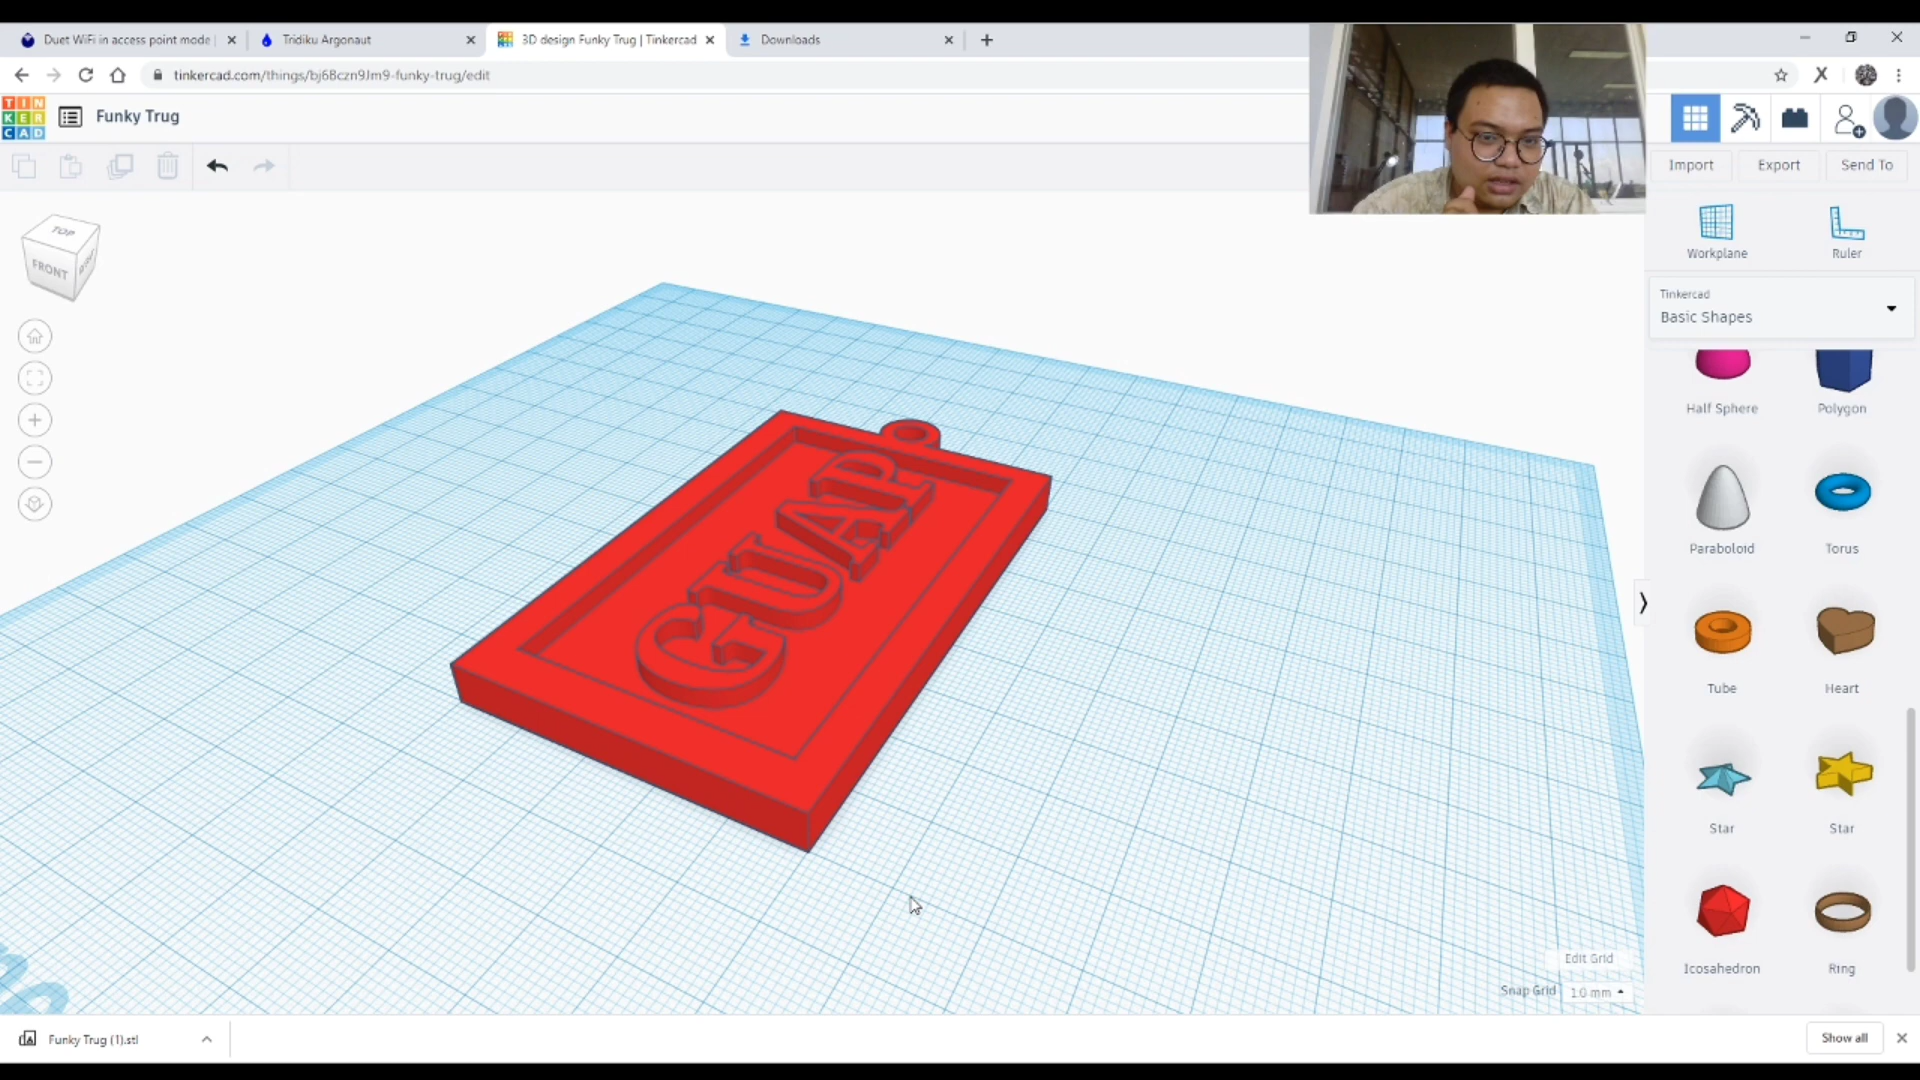 Duet WiFi in access point mode
Tridiku Argonaut
3D design Funky Trug | Tinkercad
Downloads
tinkercad.com/things/bj6Bczn9Jm9-funky-trug/edit
TIN
KER
CAD
Funky Trug
Import
Export
Send To
TOP
FRONT
Workplane
Ruler
Tinkercad
Basic Shapes
Half Sphere
Polygon
Paraboloid
Torus
Tube
Heart
Star
Star
Icosahedron
Ring
GUAP
Edit Grid
Snap Grid
1.0 mm
Funky Trug (1).stl
Show all